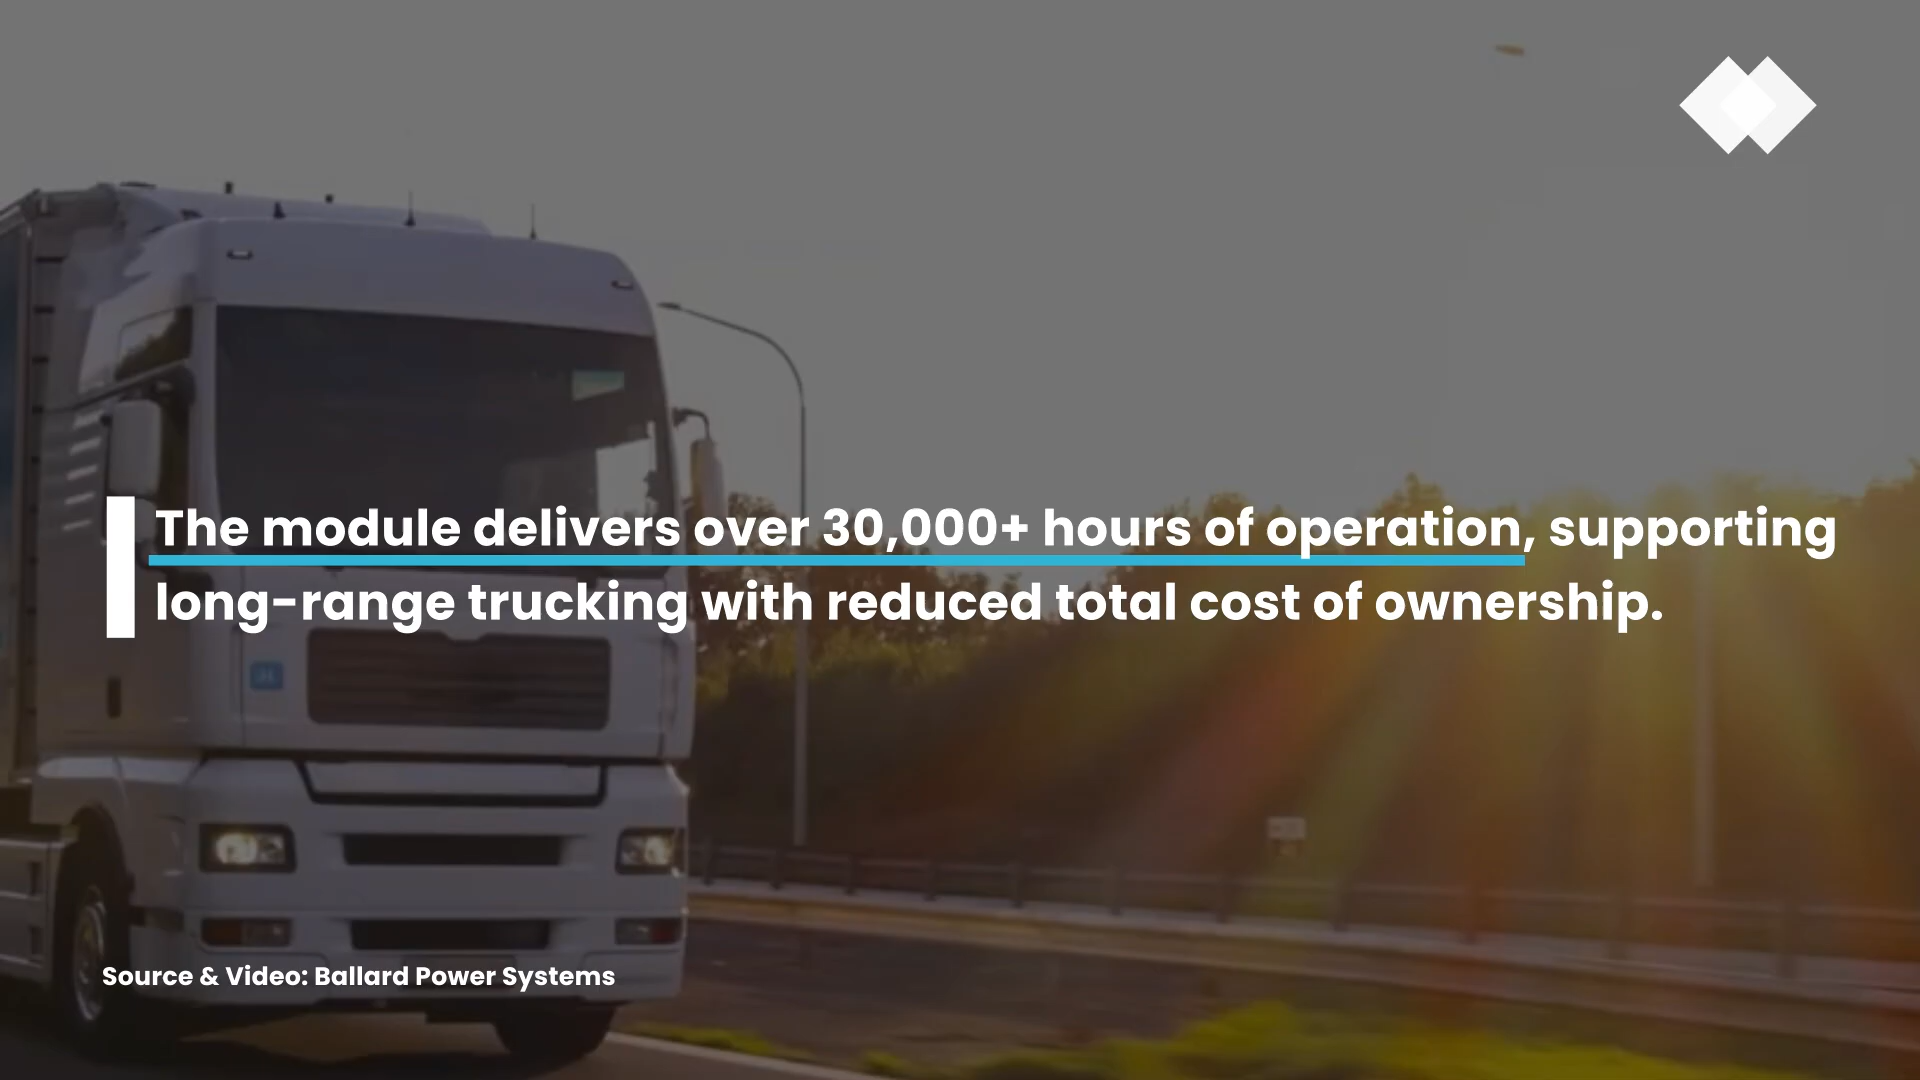 The module delivers over 30,000+ hours of operation, supporting
long-range trucking with reduced total cost of ownership.
Source & Video: Ballard Power Systems